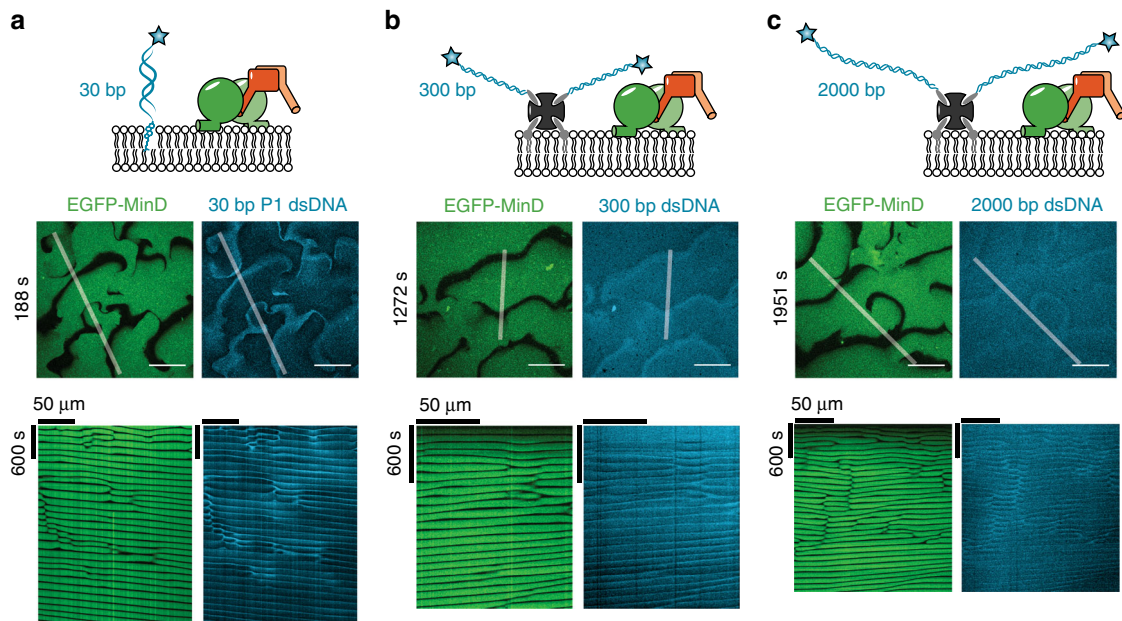 a
30 bp
EGFP-MinD
30 bp P1 dsDNA
188 s
50 μm
600 s
b
300 bp
EGFP-MinD
300 bp dsDNA
1272 s
50 μm
600 s
c
2000 bp
EGFP-MinD
2000 bp dsDNA
1951 s
50 μm
600 s